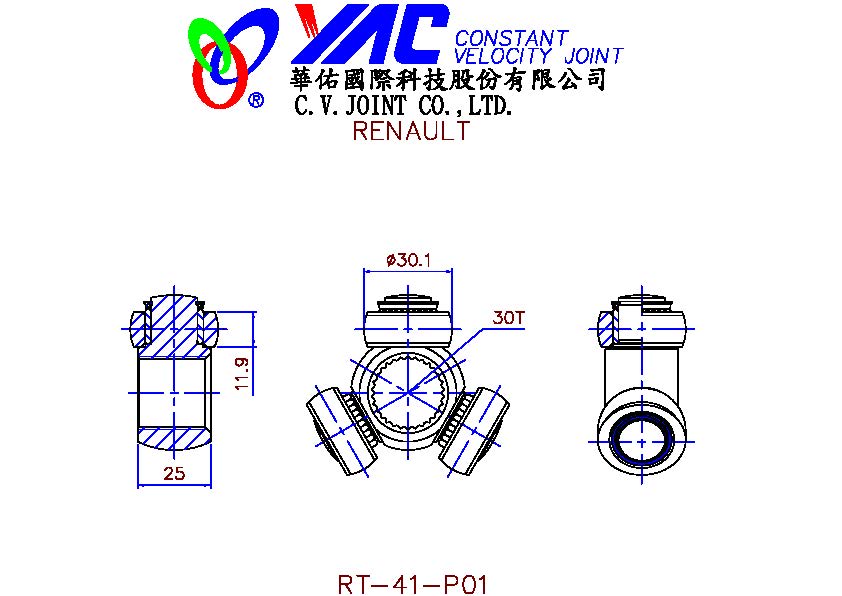 YAC CONSTANT
VELOCITY JOINT
®
華佑國際科技股份有限公司
C.V.JOINT CO.,LTD.
RENAULT
ø30.1
30T
11.9
25
RT-41-P01